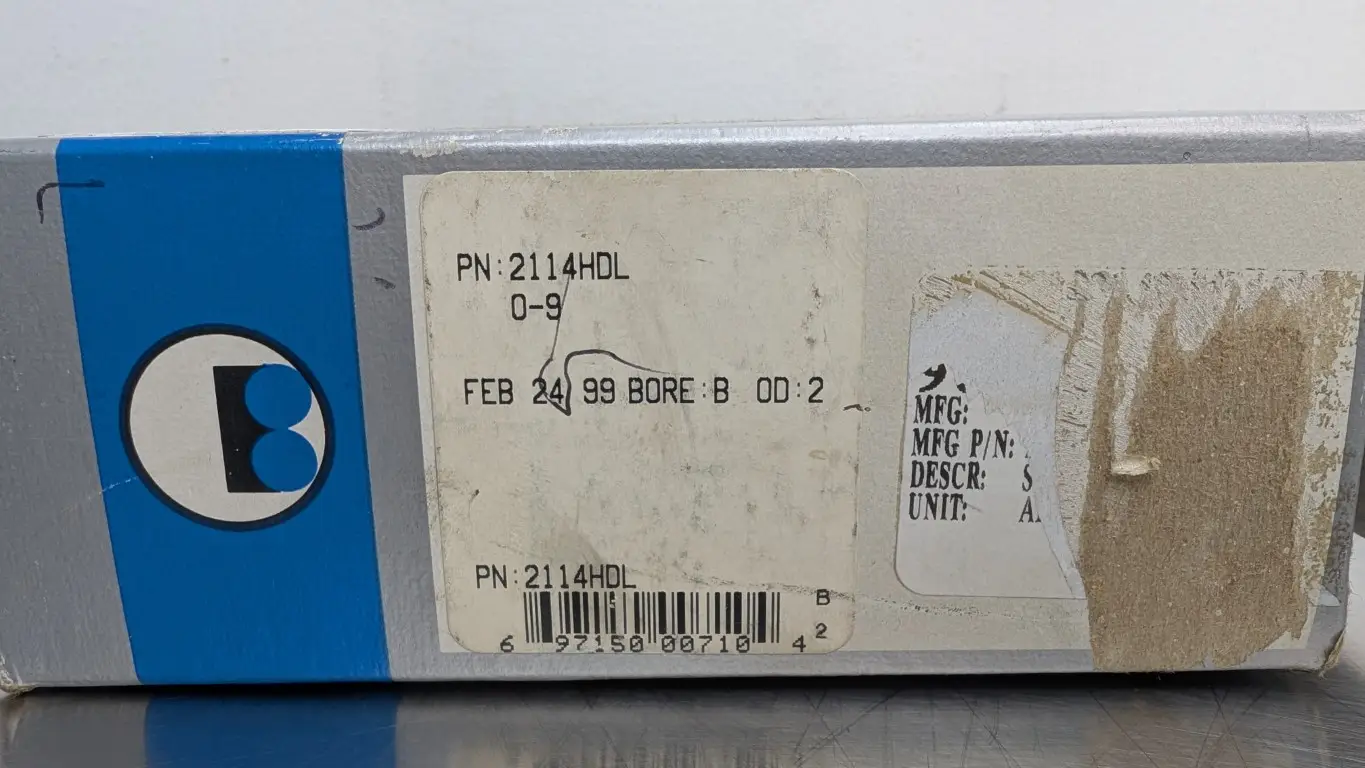 PN:2114HDL
0-9
FEB 24, 99 BORE:B OD:2
PN:2114HDL
B
2
6 97150 00710 4
MFG:
MFG P/N:
DESCR: S
UNIT: